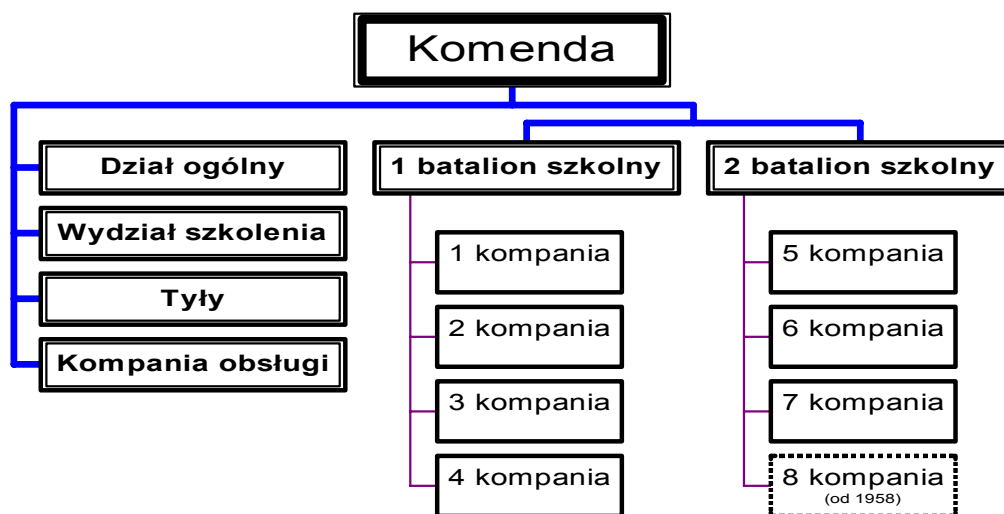 Komenda
Dział ogólny
Wydział szkolenia
Tyły
Kompania obsługi
1 batalion szkolny
1 kompania
2 kompania
3 kompania
4 kompania
2 batalion szkolny
5 kompania
6 kompania
7 kompania
8 kompania
(od 1958)